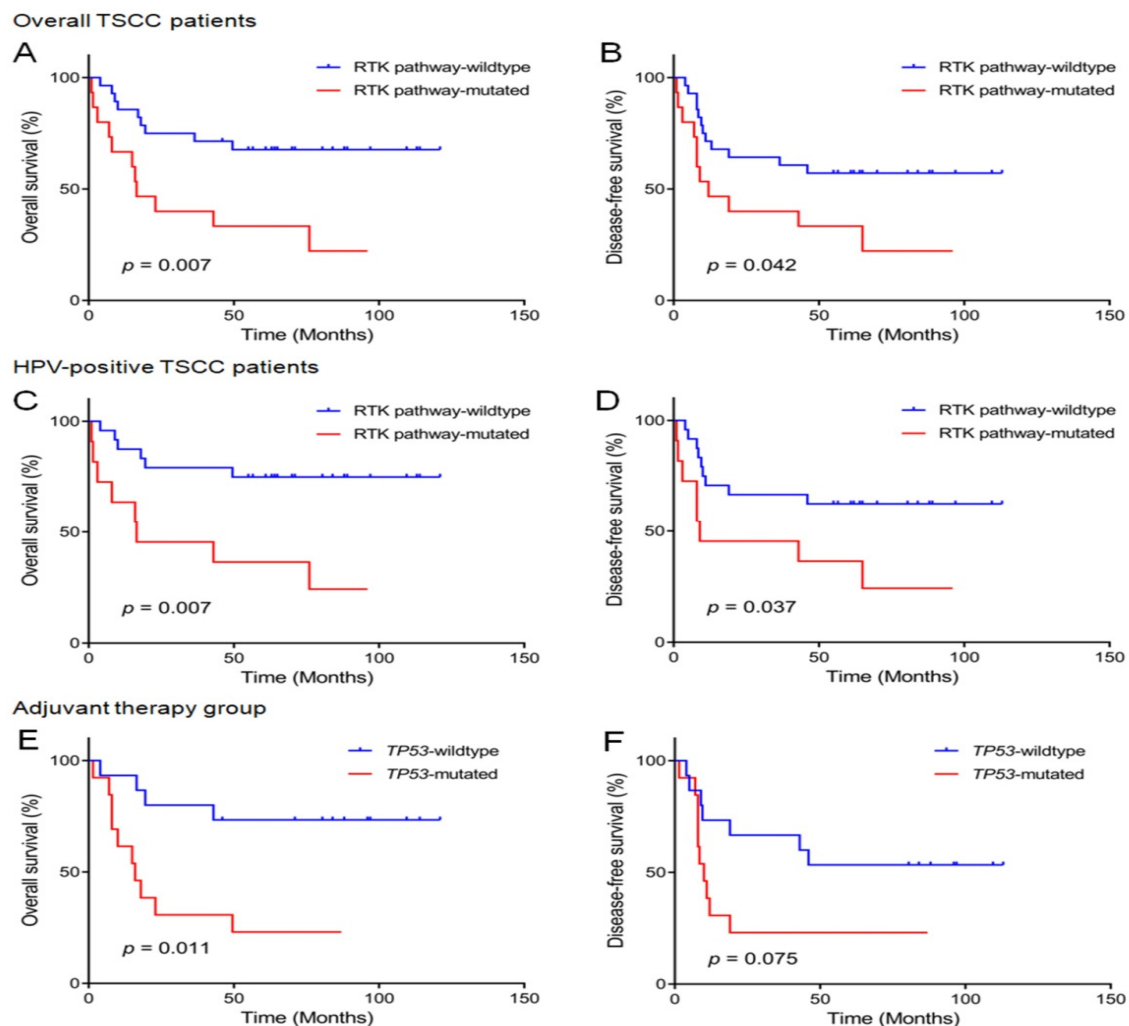 Overall TSCC patients
A
RTK pathway-wildtype
RTK pathway-mutated
Overall survival (%)
100
50
0
p = 0.007
0 50 100 150
Time (Months)
B
RTK pathway-wildtype
RTK pathway-mutated
Disease-free survival (%)
100
50
0
p = 0.042
0 50 100 150
Time (Months)
HPV-positive TSCC patients
C
RTK pathway-wildtype
RTK pathway-mutated
Overall survival (%)
100
50
0
p = 0.007
0 50 100 150
Time (Months)
D
RTK pathway-wildtype
RTK pathway-mutated
Disease-free survival (%)
100
50
0
p = 0.037
0 50 100 150
Time (Months)
Adjuvant therapy group
E
TP53-wildtype
TP53-mutated
Overall survival (%)
100
50
0
p = 0.011
0 50 100 150
Time (Months)
F
TP53-wildtype
TP53-mutated
Disease-free survival (%)
100
50
0
p = 0.075
0 50 100 150
Time (Months)